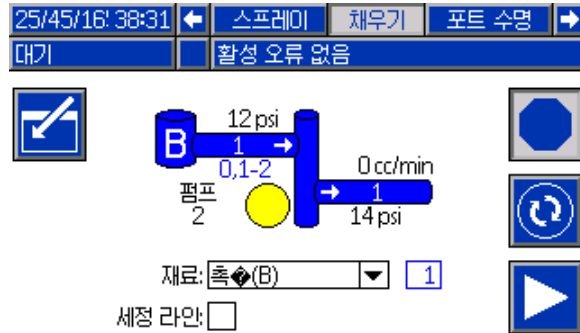 25/45/16! 38:31 스프레이 채우기 포트 수명
대기 활성 오류 없음
12 psi
B 1
0,1-2
0 cc/min
펌프
2
1
14 psi
재료: 촉�(B) 1
세정 라인: